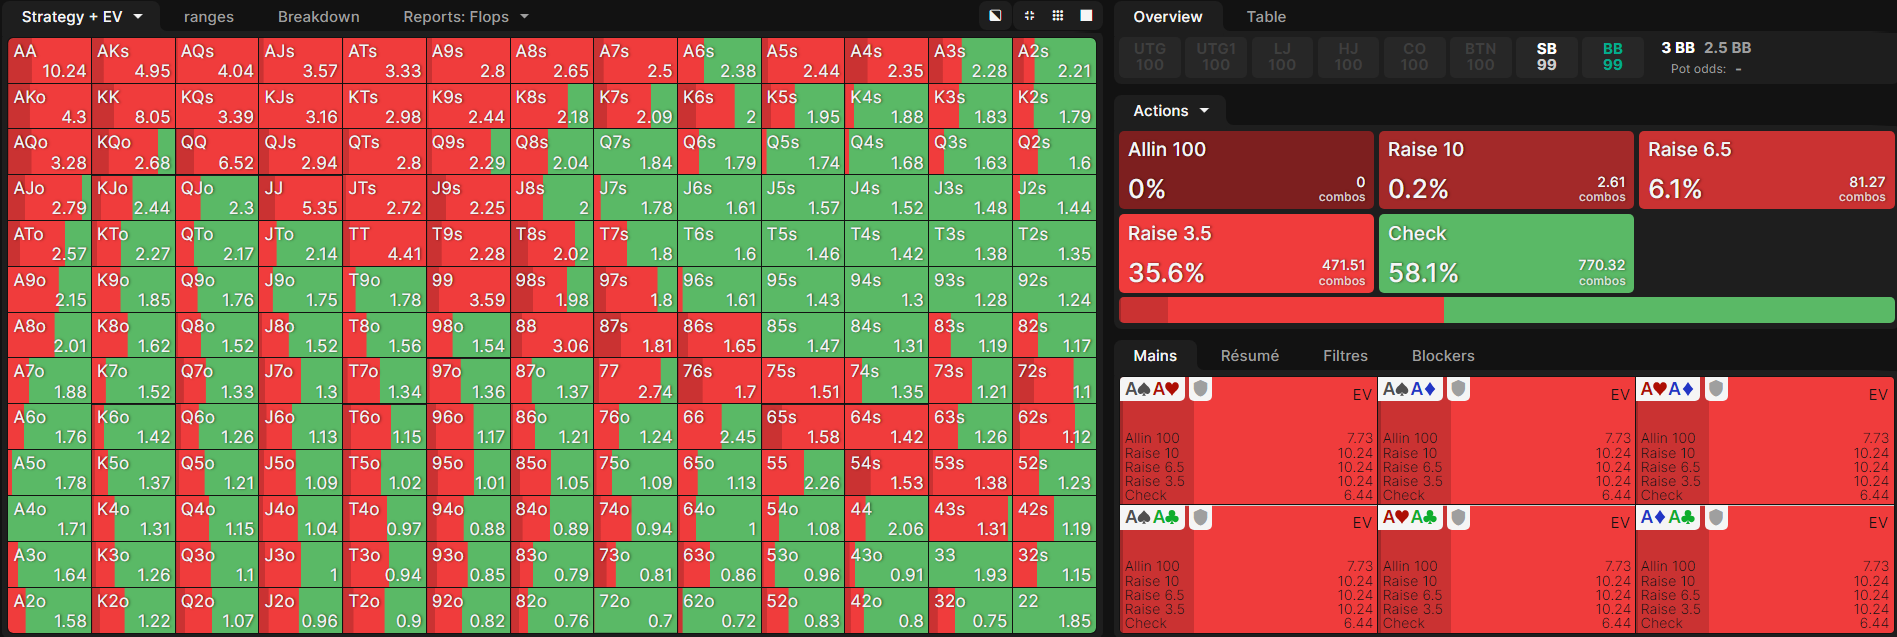 Strategy + EV ranges Breakdown Reports: Flops
AA AKs AQs AJs ATs A9s A8s A7s A6s A5s A4s A3s A2s
10.24 4.95 4.04 3.57 3.33 2.8 2.65 2.5 2.38 2.44 2.35 2.28 2.21
AKo KK KQs KJs KTs K9s K8s K7s K6s K5s K4s K3s K2s
4.3 8.05 3.39 3.16 2.98 2.44 2.18 2.09 2 1.95 1.88 1.83 1.79
AQo KQo QQ QJs QTs Q9s Q8s Q7s Q6s Q5s Q4s Q3s Q2s
3.28 2.68 6.52 2.94 2.8 2.29 2.04 1.84 1.79 1.74 1.68 1.63 1.6
AJo KJo QJo JJ JTs J9s J8s J7s J6s J5s J4s J3s J2s
2.79 2.44 2.3 5.35 2.72 2.25 2 1.78 1.61 1.57 1.52 1.48 1.44
ATo KTo QTo JTo TT T9s T8s T7s T6s T5s T4s T3s T2s
2.57 2.27 2.17 2.14 4.41 2.28 2.02 1.8 1.6 1.46 1.42 1.38 1.35
A9o K9o Q9o J9o T9o 99 98s 97s 96s 95s 94s 93s 92s
2.15 1.85 1.76 1.75 1.78 3.59 1.98 1.8 1.61 1.43 1.3 1.28 1.24
A8o K8o Q8o J8o T8o 98o 88 87s 86s 85s 84s 83s 82s
2.01 1.62 1.52 1.52 1.56 1.54 3.06 1.81 1.65 1.47 1.31 1.19 1.17
A7o K7o Q7o J7o T7o 97o 87o 77 76s 75s 74s 73s 72s
1.88 1.52 1.33 1.3 1.34 1.36 1.37 2.74 1.7 1.51 1.35 1.21 1.1
A6o K6o Q6o J6o T6o 96o 86o 76o 66 65s 64s 63s 62s
1.76 1.42 1.26 1.13 1.15 1.17 1.21 1.24 2.45 1.58 1.42 1.26 1.12
A5o K5o Q5o J5o T5o 95o 85o 75o 65o 55 54s 53s 52s
1.78 1.37 1.21 1.09 1.02 1.01 1.05 1.09 1.13 2.26 1.53 1.38 1.23
A4o K4o Q4o J4o T4o 94o 84o 74o 64o 54o 44 43s 42s
1.71 1.31 1.15 1.04 0.97 0.88 0.89 0.94 1 1.08 2.06 1.31 1.19
A3o K3o Q3o J3o T3o 93o 83o 73o 63o 53o 43o 33 32s
1.64 1.26 1.1 1 0.94 0.85 0.79 0.81 0.86 0.96 0.91 1.93 1.15
A2o K2o Q2o J2o T2o 92o 82o 72o 62o 52o 42o 32o 22
1.58 1.22 1.07 0.96 0.9 0.82 0.76 0.7 0.72 0.83 0.8 0.75 1.85
Overview Table
UTG UTG1 LJ HJ CO BTN SB BB 3 BB 2.5 BB
100 100 100 100 100 100 99 99 Pot odds: -
Actions
Allin 100 Raise 10 Raise 6.5
0% 0 combos 0.2% 2.61 combos 6.1% 81.27 combos
Raise 3.5 Check
35.6% 471.51 combos 58.1% 770.32 combos
Mains Résumé Filtres Blockers
A♠A♥ EV A♠A♦ EV A♥A♦ EV
Allin 100 7.73 Allin 100 7.73 Allin 100 7.73
Raise 10 10.24 Raise 10 10.24 Raise 10 10.24
Raise 6.5 10.24 Raise 6.5 10.24 Raise 6.5 10.24
Raise 3.5 10.24 Raise 3.5 10.24 Raise 3.5 10.24
Check 6.44 Check 6.44 Check 6.44
A♠A♣ EV A♥A♣ EV A♦A♣ EV
Allin 100 7.73 Allin 100 7.73 Allin 100 7.73
Raise 10 10.24 Raise 10 10.24 Raise 10 10.24
Raise 6.5 10.24 Raise 6.5 10.24 Raise 6.5 10.24
Raise 3.5 10.24 Raise 3.5 10.24 Raise 3.5 10.24
Check 6.44 Check 6.44 Check 6.44